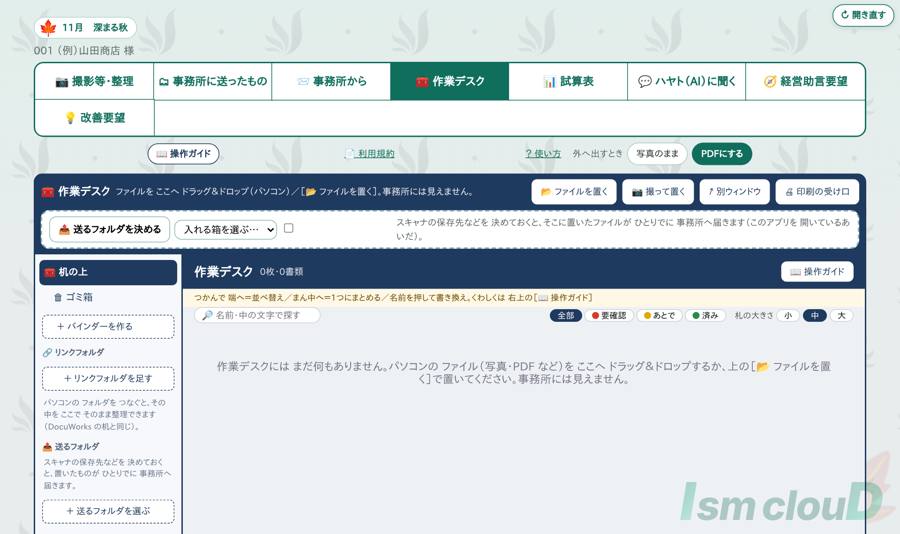 🍁 11月 深まる秋
↻ 開き直す
001 (例)山田商店 様
📷 撮影等・整理
🗂 事務所に送ったもの
📨 事務所から
🧰 作業デスク
📊 試算表
💬 ハヤト(AI)に聞く
🧭 経営助言要望
💡 改善要望
📖 操作ガイド
📄 利用規約
? 使い方
外へ出すとき
写真のまま
PDFにする
🧰 作業デスク ファイルを ここへ ドラッグ&ドロップ(パソコン)/[📂 ファイルを置く]。事務所には見えません。
📂 ファイルを置く
📷 撮って置く
⤴ 別ウィンドウ
🖨 印刷の受け口
📤 送るフォルダを決める
入れる箱を選ぶ…
スキャナの保存先などを 決めておくと、そこに置いたファイルが ひとりでに 事務所へ届きます(このアプリを 開いているあ
いだ)。
🧰 机の上
🗑 ゴミ箱
+ バインダーを作る
🔗 リンクフォルダ
+ リンクフォルダを足す
パソコンの フォルダを つなぐと、その
中を ここで そのまま整理できます
(DocuWorks の机と同じ)。
📤 送るフォルダ
スキャナの保存先などを 決めておく
と、置いたものが ひとりでに 事務所へ
届きます。
+ 送るフォルダを選ぶ
作業デスク 0枚・0書類
📖 操作ガイド
つかんで 端へ=並べ替え/まん中へ=1つにまとめる/名前を押して書き換え。くわしくは 右上の[📖 操作ガイド]
🔎 名前・中の文字で探す
全部
要確認
あとで
済み
札の大きさ
小
中
大
作業デスクには まだ何もありません。パソコンの ファイル(写真・PDF など)を ここへ ドラッグ&ドロップするか、上の[📂 ファイルを置
く]で置いてください。事務所には見えません。
Ism clouD